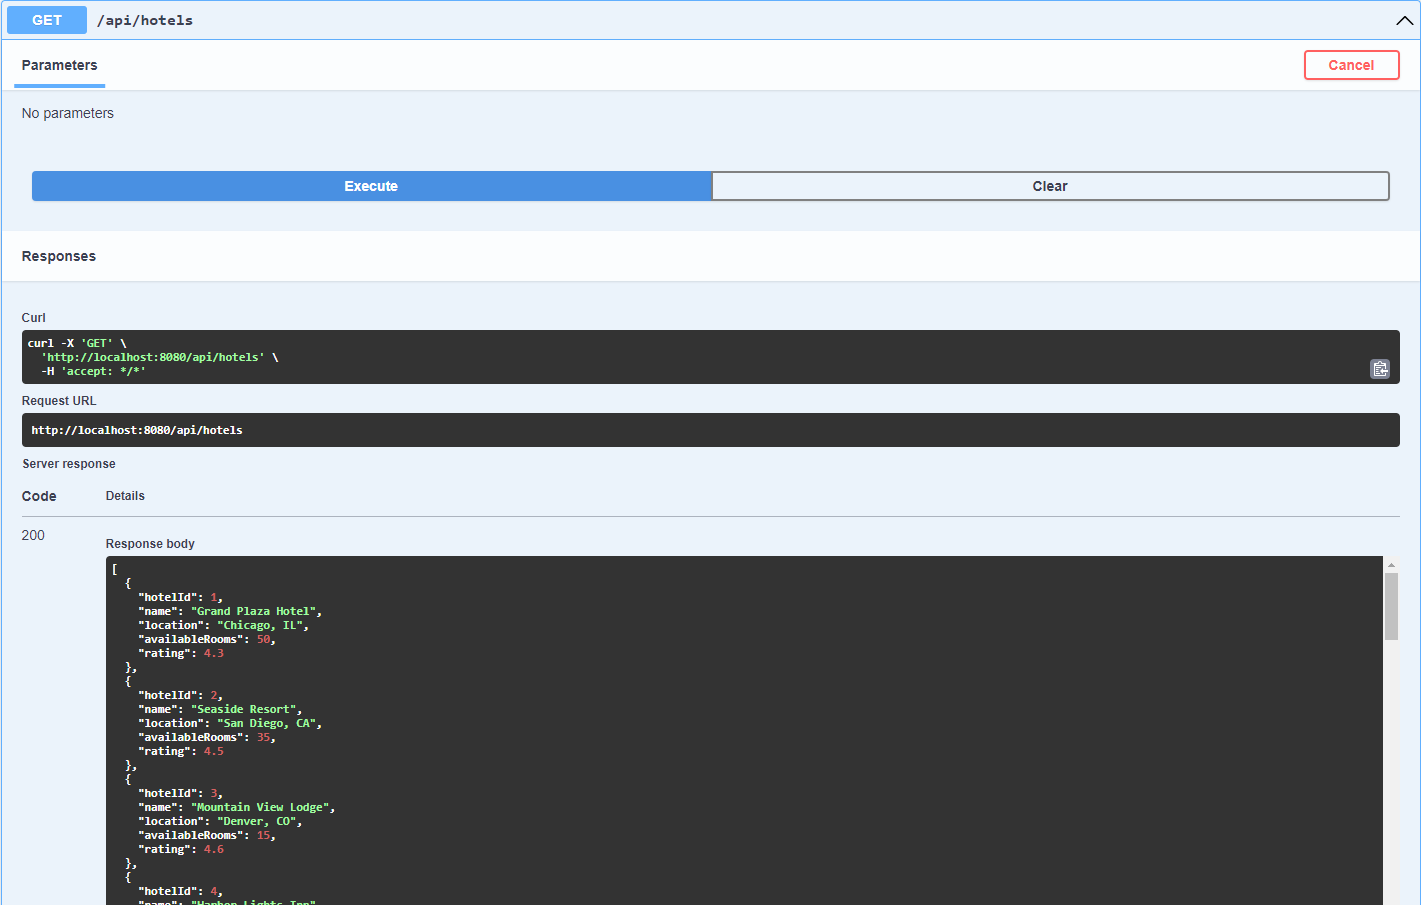 GET /api/hotels
Parameters
Cancel
No parameters
Execute
Clear
Responses
Curl
curl -X 'GET' \
  'http://localhost:8080/api/hotels' \
  -H 'accept: */*'
Request URL
http://localhost:8080/api/hotels
Server response
Code Details
200
Response body
[
  {
    "hotelId": 1,
    "name": "Grand Plaza Hotel",
    "location": "Chicago, IL",
    "availableRooms": 50,
    "rating": 4.3
  },
  {
    "hotelId": 2,
    "name": "Seaside Resort",
    "location": "San Diego, CA",
    "availableRooms": 35,
    "rating": 4.5
  },
  {
    "hotelId": 3,
    "name": "Mountain View Lodge",
    "location": "Denver, CO",
    "availableRooms": 15,
    "rating": 4.6
  },
  {
    "hotelId": 4,
    "name": "Harbor Lights Inn",